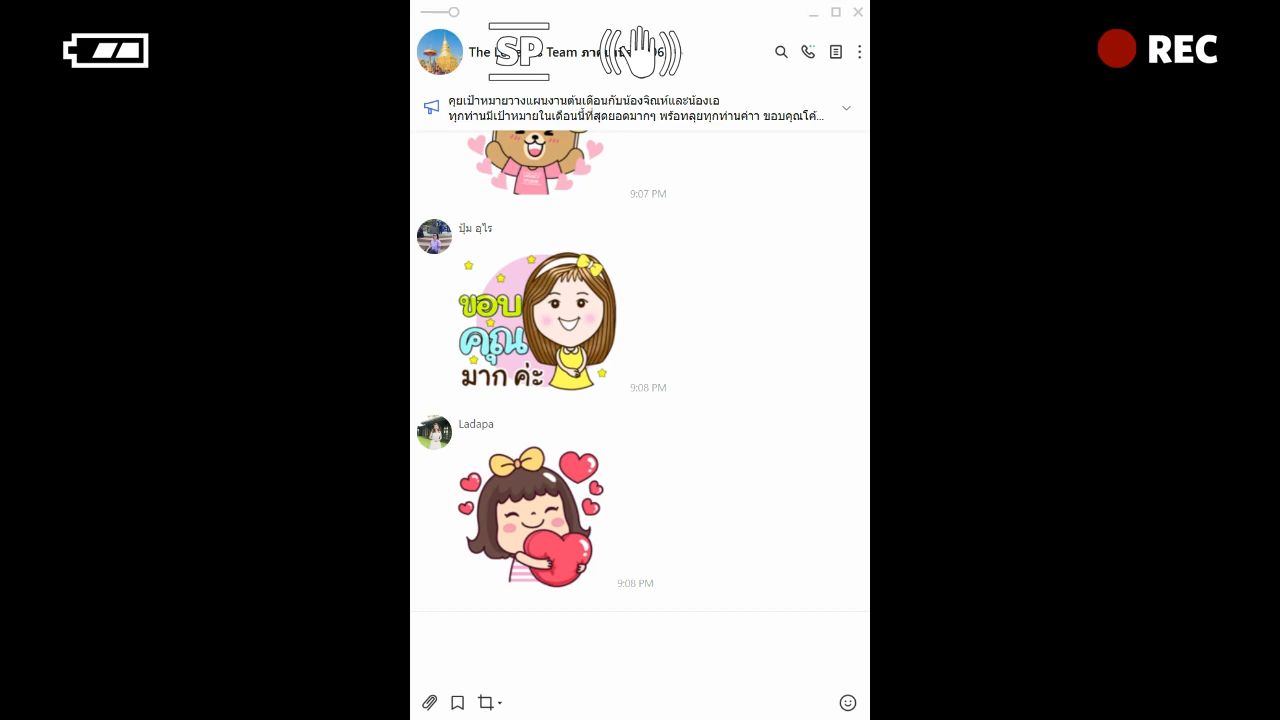 REC
SP
The Team
คุยเป้าหมายวางแผนงานต้นเดือนกับน้องจิณห์และน้องเอ
ทุกท่านมีเป้าหมายในเดือนนี้ที่สุดยอดมากๆ พร้อมลุยทุกท่านค่าา ขอบคุณโค้...
9:07 PM
ปุ้ม อุไร
ขอบ
คุณ
มาก ค่ะ
9:08 PM
Ladapa
9:08 PM